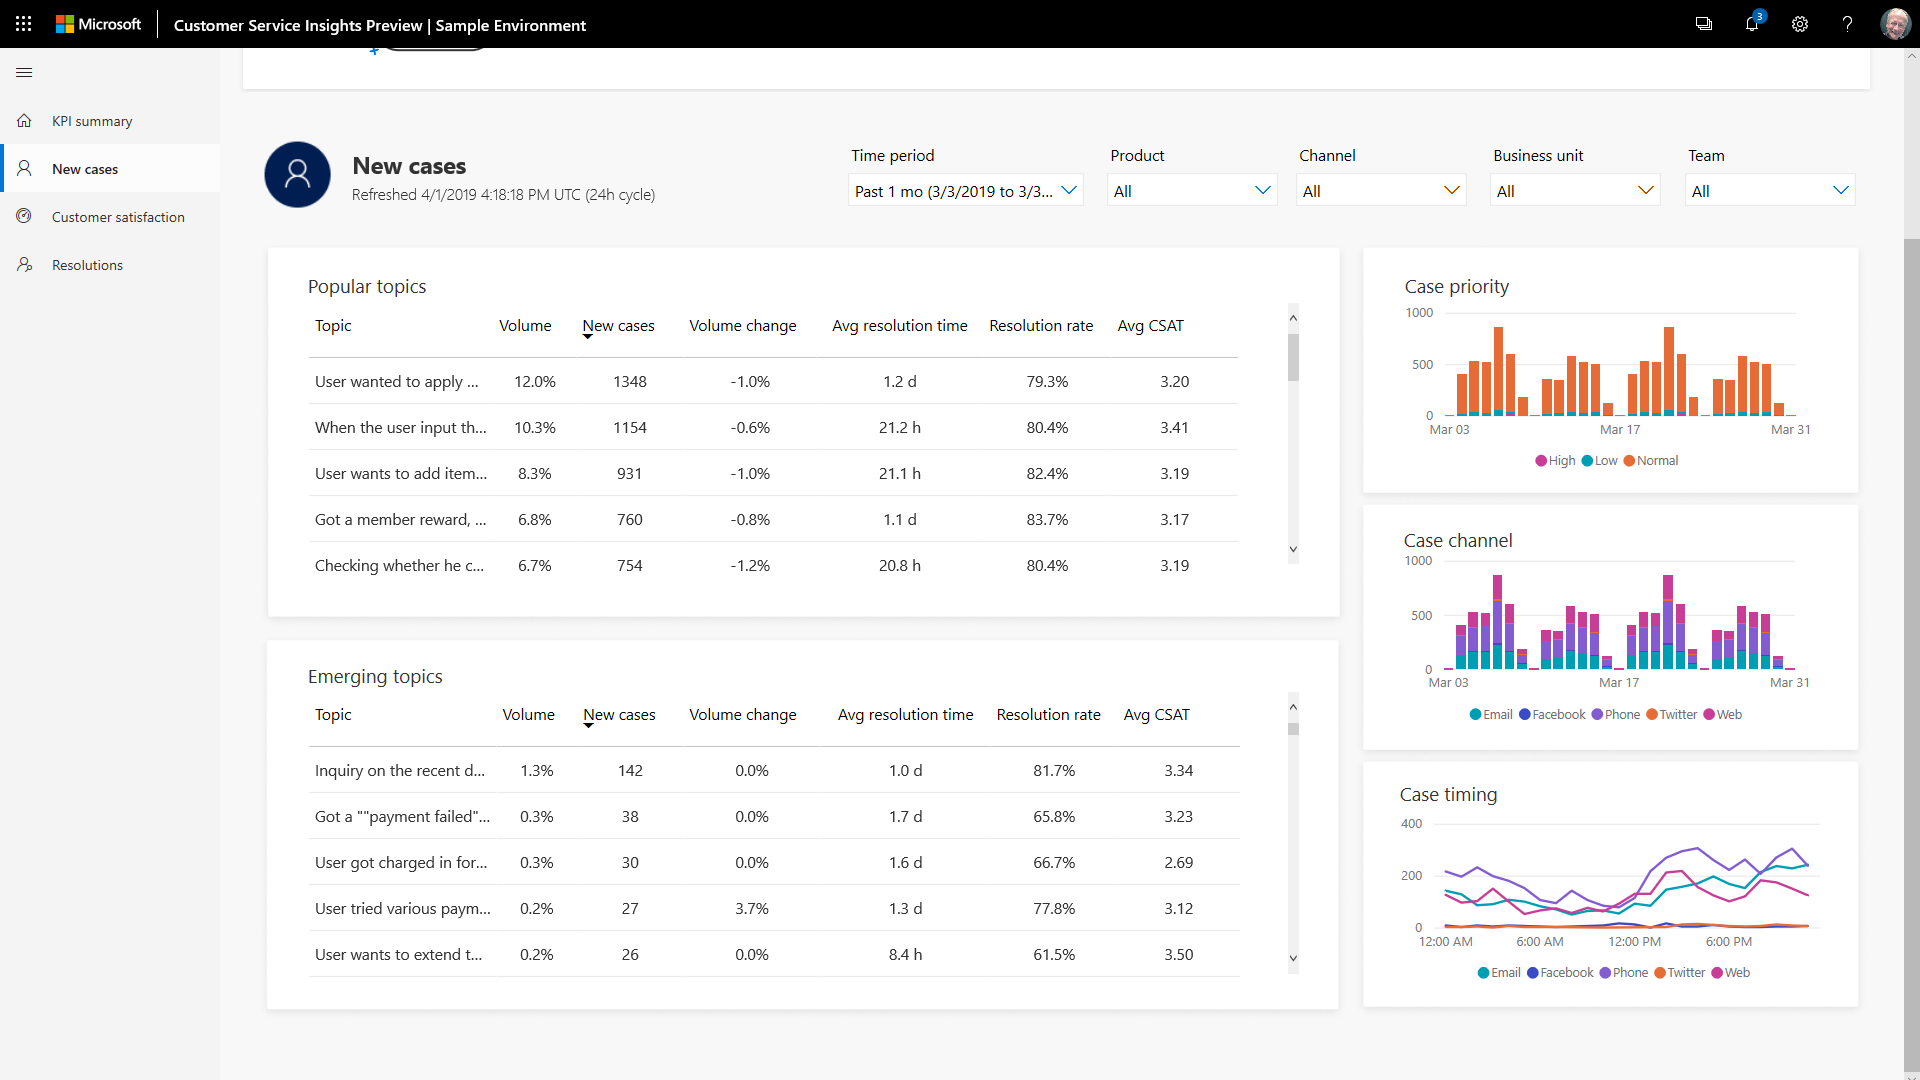 Microsoft
Customer Service Insights Preview | Sample Environment
3
?
KPI summary
New cases
Customer satisfaction
Resolutions
New cases
Refreshed 4/1/2019 4:18:18 PM UTC (24h cycle)
Time period Product Channel Business unit Team
Past 1 mo (3/3/2019 to 3/3... All All All All
Popular topics
Topic Volume New cases Volume change Avg resolution time Resolution rate Avg CSAT
User wanted to apply ... 12.0% 1348 -1.0% 1.2 d 79.3% 3.20
When the user input th... 10.3% 1154 -0.6% 21.2 h 80.4% 3.41
User wants to add item... 8.3% 931 -1.0% 21.1 h 82.4% 3.19
Got a member reward, ... 6.8% 760 -0.8% 1.1 d 83.7% 3.17
Checking whether he c... 6.7% 754 -1.2% 20.8 h 80.4% 3.19
Emerging topics
Topic Volume New cases Volume change Avg resolution time Resolution rate Avg CSAT
Inquiry on the recent d... 1.3% 142 0.0% 1.0 d 81.7% 3.34
Got a ""payment failed"... 0.3% 38 0.0% 1.7 d 65.8% 3.23
User got charged in for... 0.3% 30 0.0% 1.6 d 66.7% 2.69
User tried various paym... 0.2% 27 3.7% 1.3 d 77.8% 3.12
User wants to extend t... 0.2% 26 0.0% 8.4 h 61.5% 3.50
Case priority
1000
500
0
Mar 03 Mar 17 Mar 31
High Low Normal
Case channel
1000
500
0
Mar 03 Mar 17 Mar 31
Email Facebook Phone Twitter Web
Case timing
400
200
0
12:00 AM 6:00 AM 12:00 PM 6:00 PM
Email Facebook Phone Twitter Web